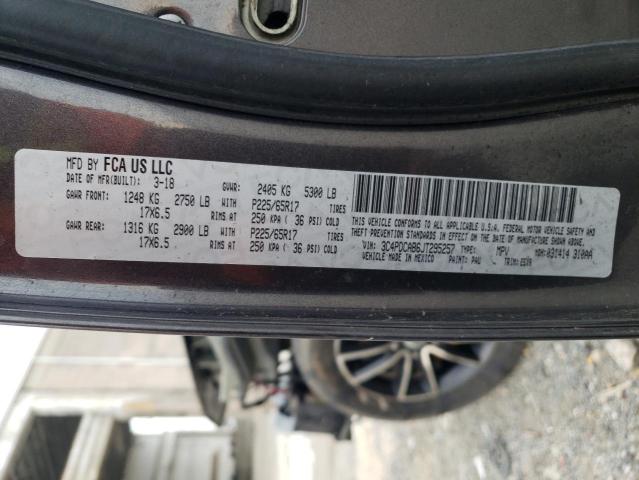 MFD BY FCA US LLC
DATE OF MFR(BUILT): 3-18 GVWR: 2405 KG 5300 LB
GAWR FRONT: 1248 KG 2750 LB WITH P225/65R17 TIRES
17X6.5 RIMS AT 250 KPA ( 36 PSI) COLD
GAWR REAR: 1316 KG 2900 LB WITH P225/65R17 TIRES
17X6.5 RIMS AT 250 KPA ( 36 PSI) COLD
THIS VEHICLE CONFORMS TO ALL APPLICABLE U.S.A. FEDERAL MOTOR VEHICLE SAFETY AND
THEFT PREVENTION STANDARDS IN EFFECT ON THE DATE OF MANUFACTURE SHOWN ABOVE.
VIN: 3C4PDCAB6JT295257 TYPE: MPV MDH: 031414 310AA
VEHICLE MADE IN MEXICO PAINT: PAU TRIM: